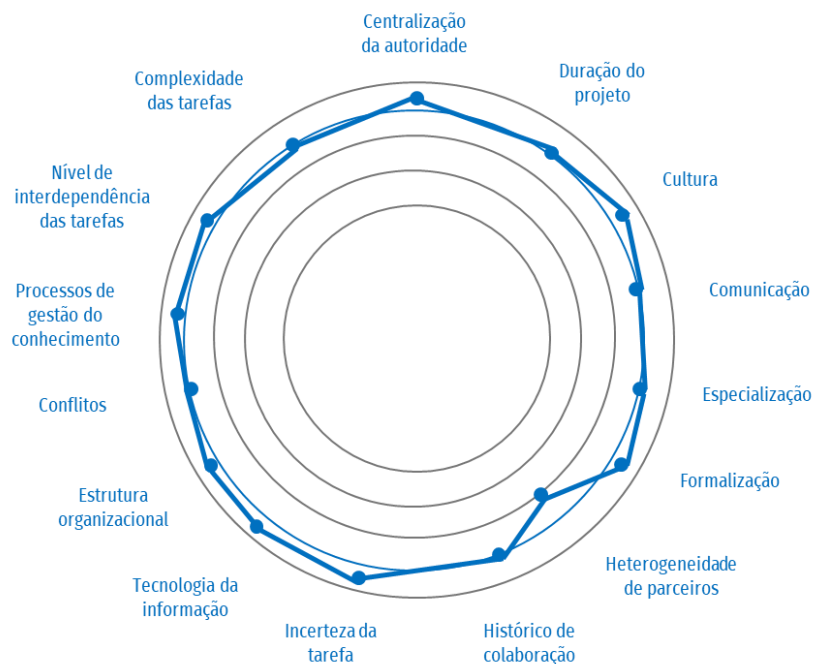 Centralização
da autoridade
Duração do
projeto
Cultura
Comunicação
Especialização
Formalização
Heterogeneidade
de parceiros
Histórico de
colaboração
Incerteza da
tarefa
Tecnologia da
informação
Estrutura
organizacional
Conflitos
Processos de
gestão do
conhecimento
Nível de
interdependência
das tarefas
Complexidade
das tarefas